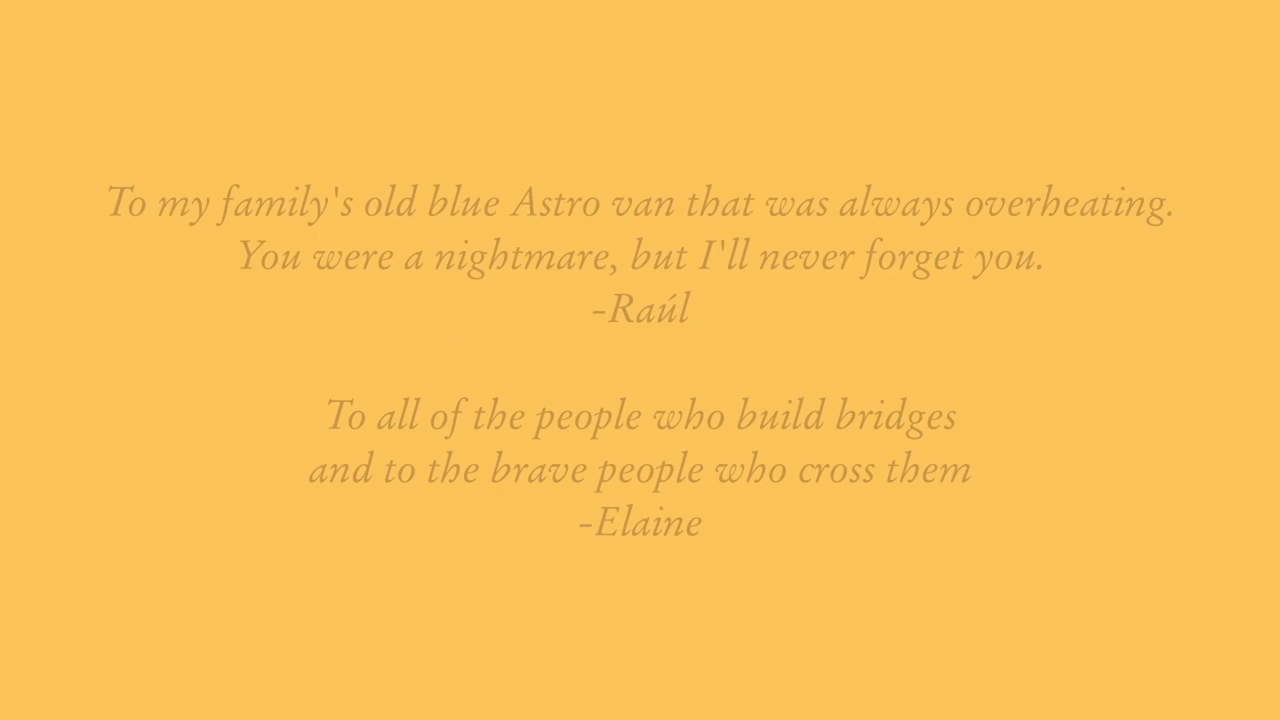 To my family's old blue Astro van that was always overheating.
You were a nightmare, but I'll never forget you.
-Raúl
To all of the people who build bridges
and to the brave people who cross them
-Elaine